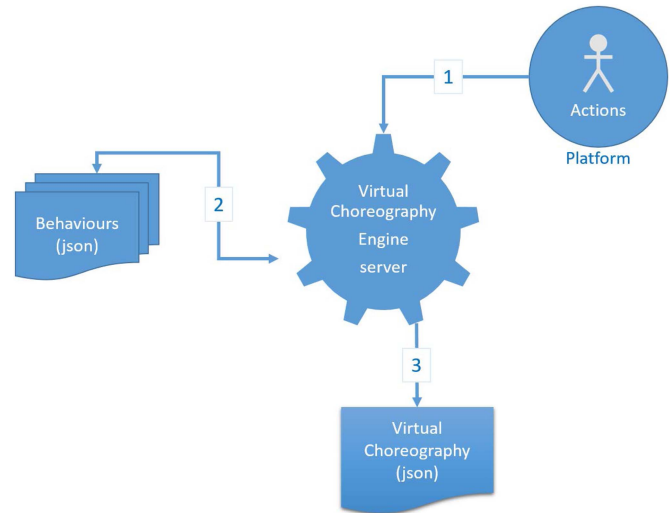 1
Actions
Platform
2
Behaviours
(json)
Virtual
Choreography
Engine
server
3
Virtual
Choreography
(json)